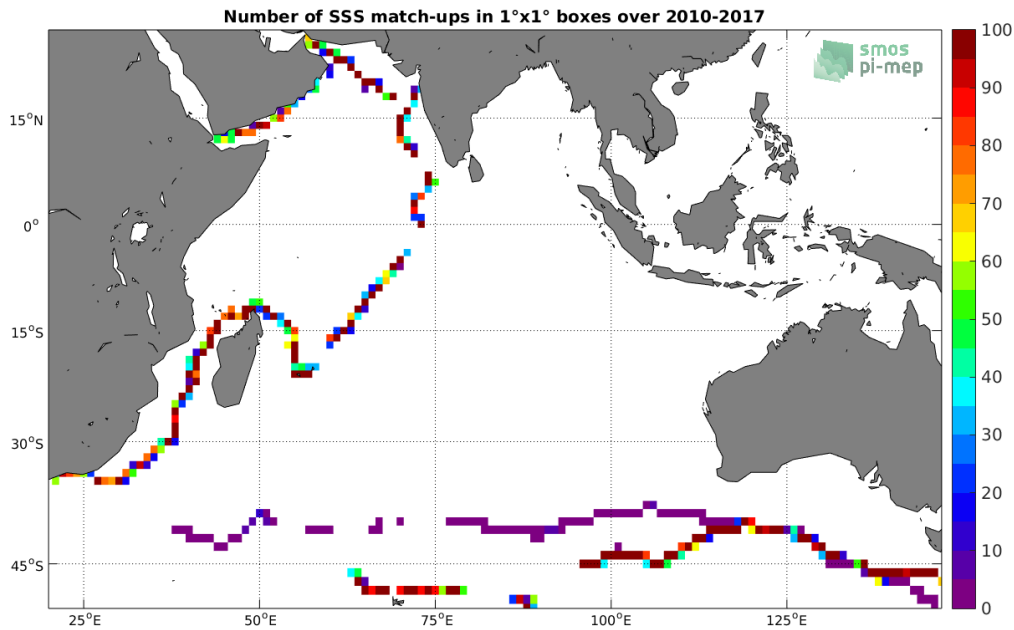 Number of SSS match-ups in 1°x1° boxes over 2010-2017
smos
pi-mep
100
90
80
70
60
50
40
30
20
10
0
15°N
0°
15°S
30°S
45°S
25°E
50°E
75°E
100°E
125°E